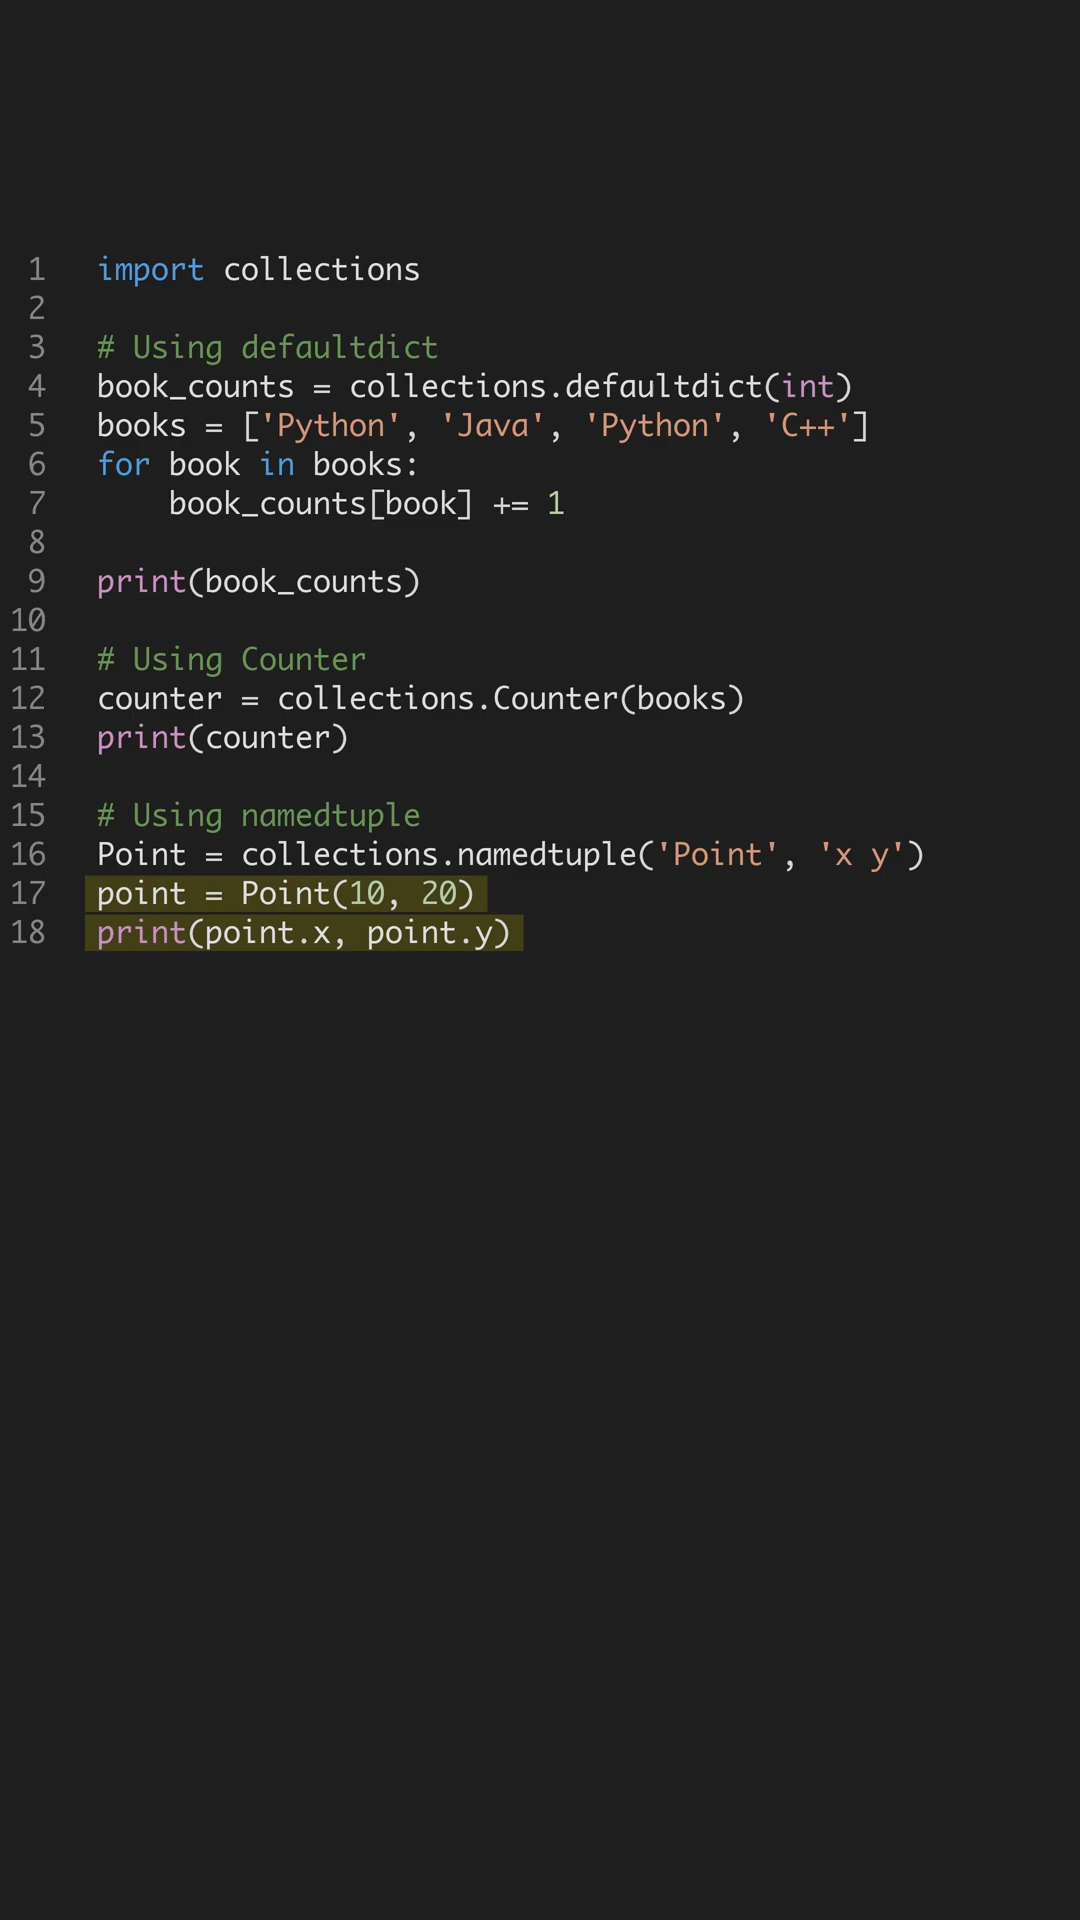 1 import collections
2
3 # Using defaultdict
4 book_counts = collections.defaultdict(int)
5 books = ['Python', 'Java', 'Python', 'C++']
6 for book in books:
7     book_counts[book] += 1
8
9 print(book_counts)
10
11 # Using Counter
12 counter = collections.Counter(books)
13 print(counter)
14
15 # Using namedtuple
16 Point = collections.namedtuple('Point', 'x y')
17 point = Point(10, 20)
18 print(point.x, point.y)